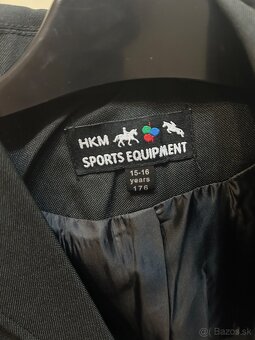 HKM
SPORTS EQUIPMENT
15-16
years
176
Bazos.sk